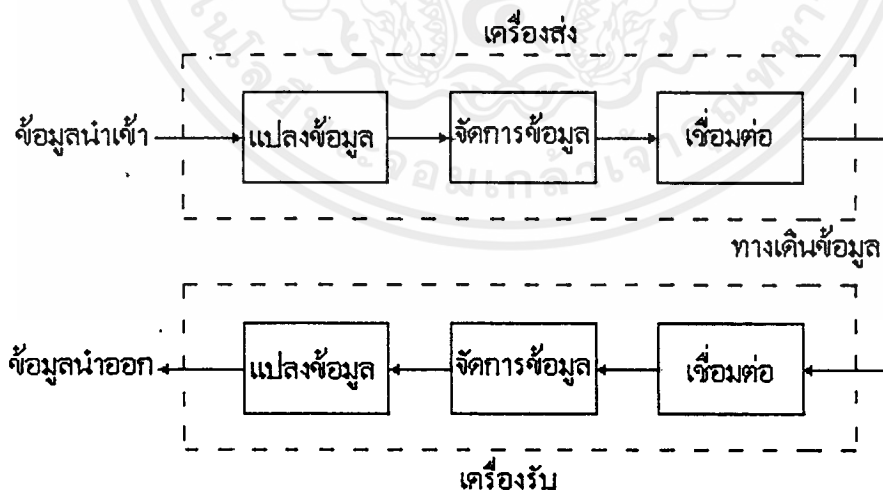 เครื่องส่ง
ข้อมูลนำเข้า แปลงข้อมูล จัดการข้อมูล เชื่อมต่อ
ทางเดินข้อมูล
ข้อมูลนำออก แปลงข้อมูล จัดการข้อมูล เชื่อมต่อ
เครื่องรับ